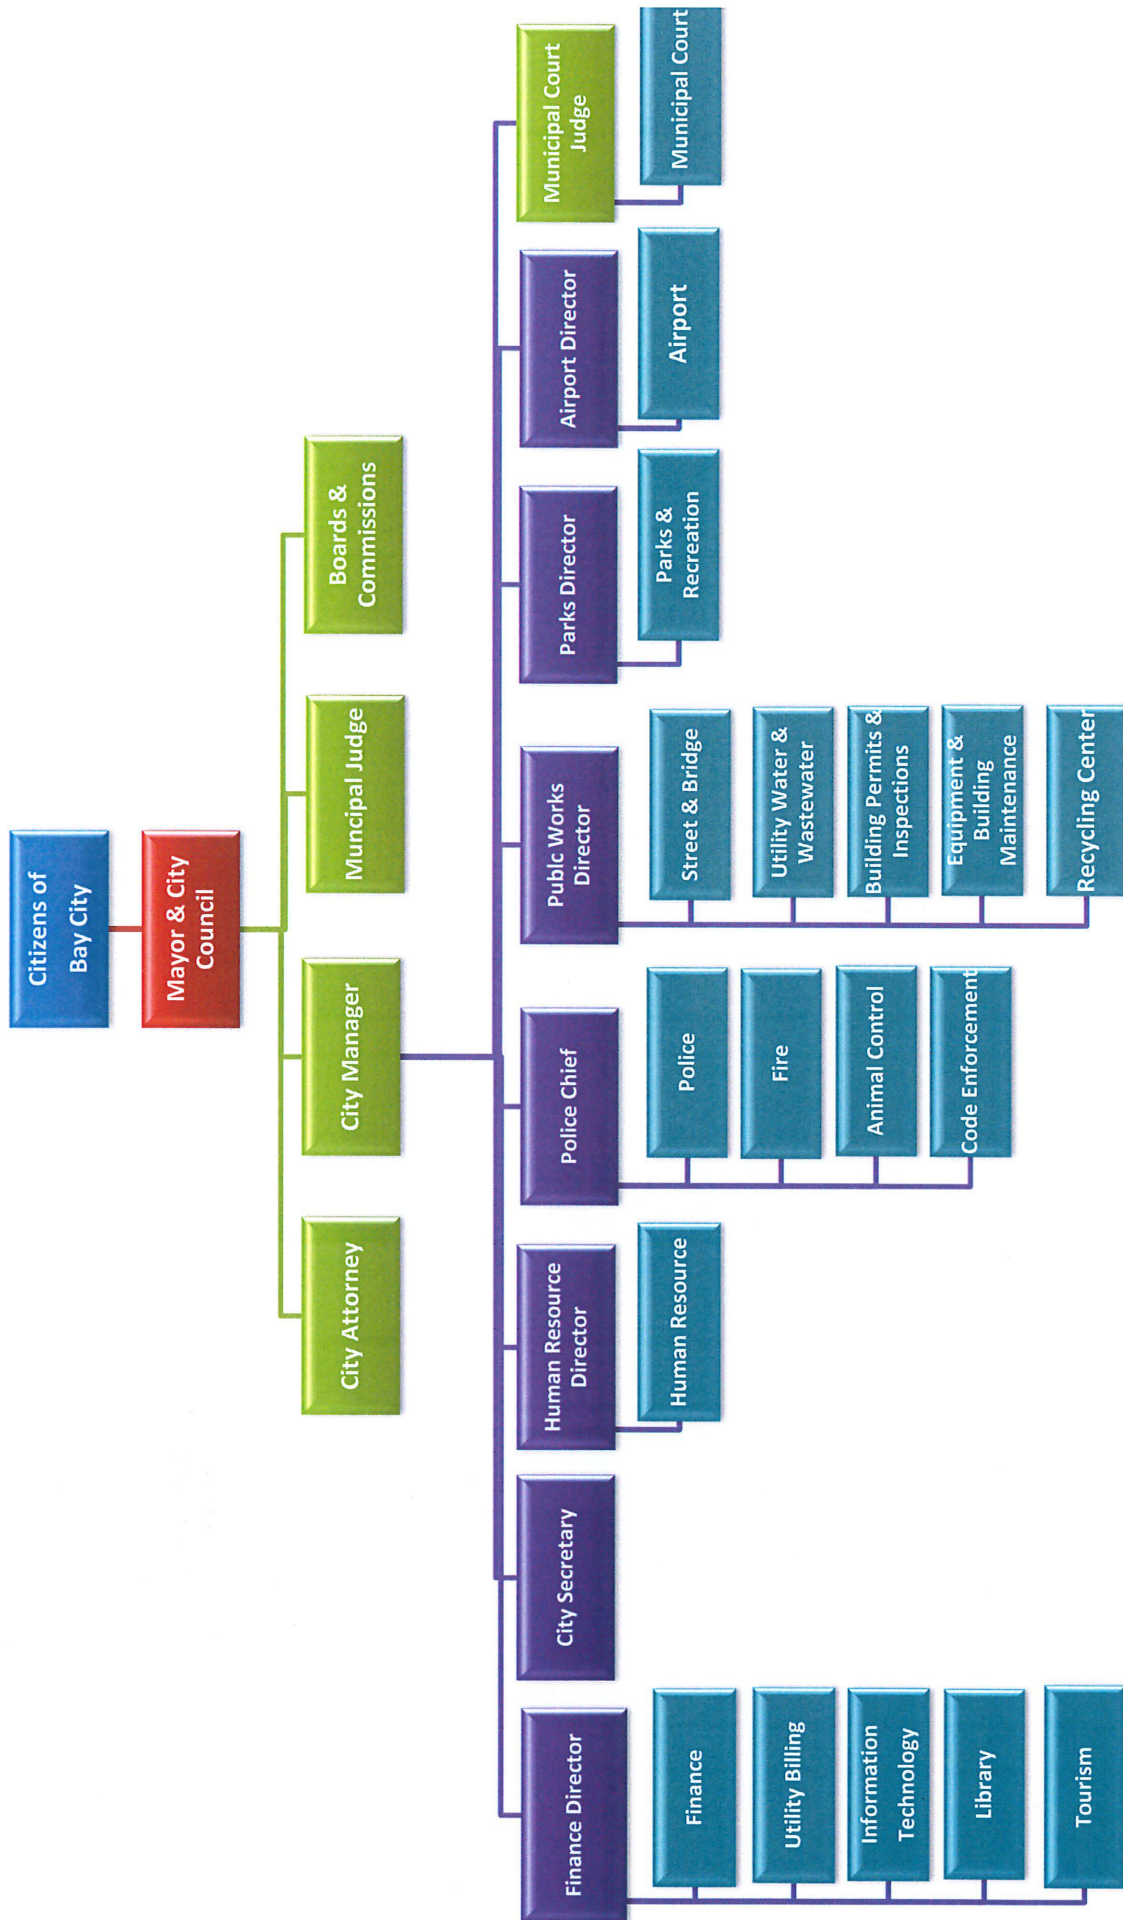 Citizens of
Bay City
Mayor & City
Council
City Attorney
City Manager
Muncipal Judge
Boards &
Commissions
Finance Director
City Secretary
Human Resource
Director
Police Chief
Publc Works
Director
Parks Director
Airport Director
Municipal Court
Judge
Finance
Utility Billing
Information
Technology
Library
Tourism
Human Resource
Police
Fire
Animal Control
Code Enforcement
Street & Bridge
Utility Water &
Wastewater
Building Permits &
Inspections
Equipment &
Building
Maintenance
Recycling Center
Parks &
Recreation
Airport
Municipal Court